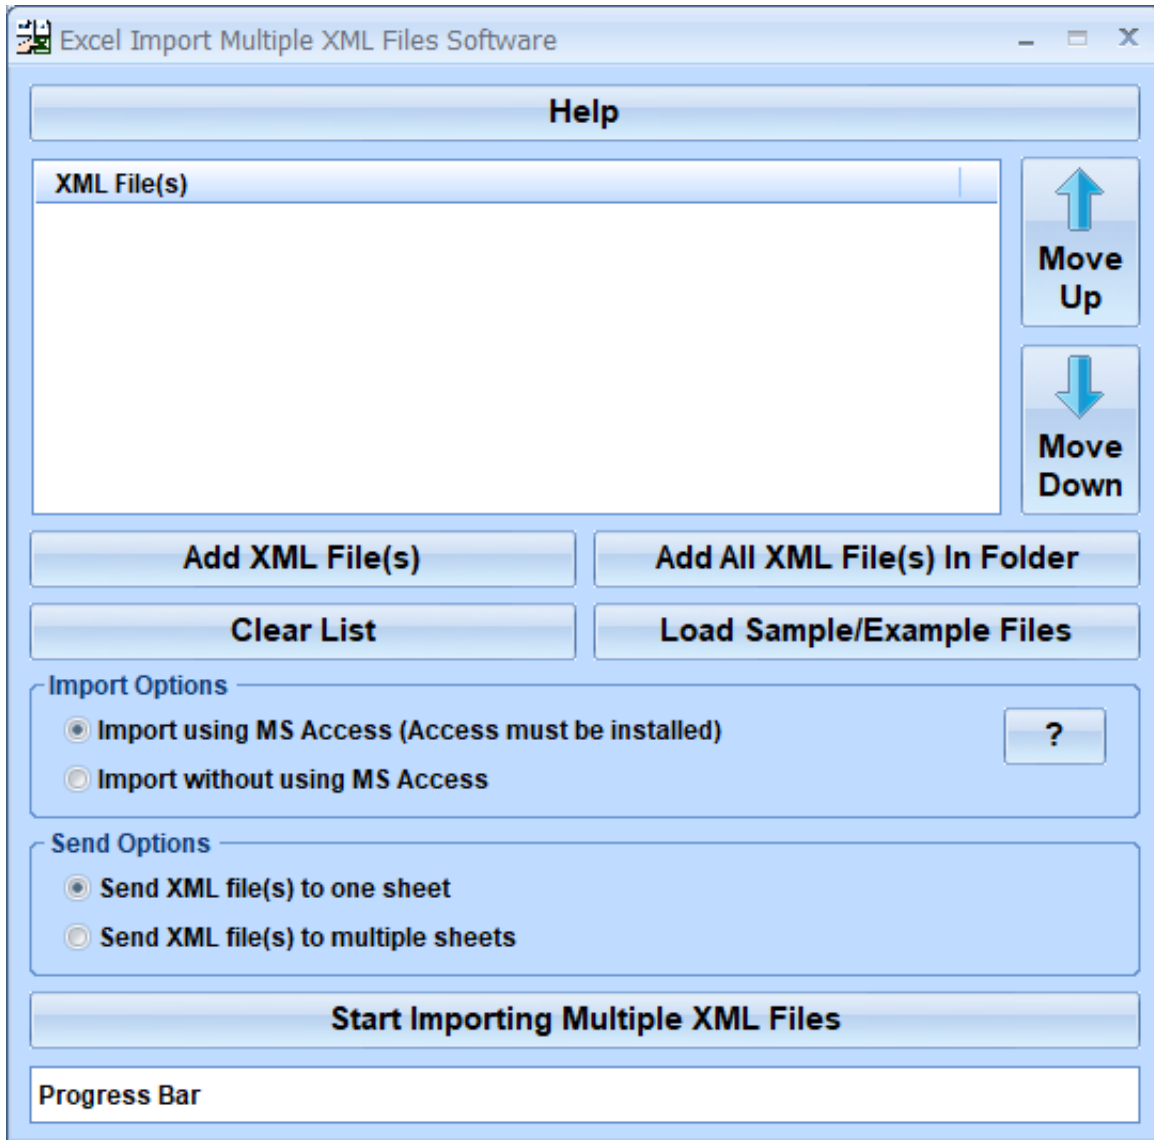 Excel Import Multiple XML Files Software
Help
XML File(s)
Move
Up
Move
Down
Add XML File(s)
Add All XML File(s) In Folder
Clear List
Load Sample/Example Files
Import Options
Import using MS Access (Access must be installed)
?
Import without using MS Access
Send Options
Send XML file(s) to one sheet
Send XML file(s) to multiple sheets
Start Importing Multiple XML Files
Progress Bar